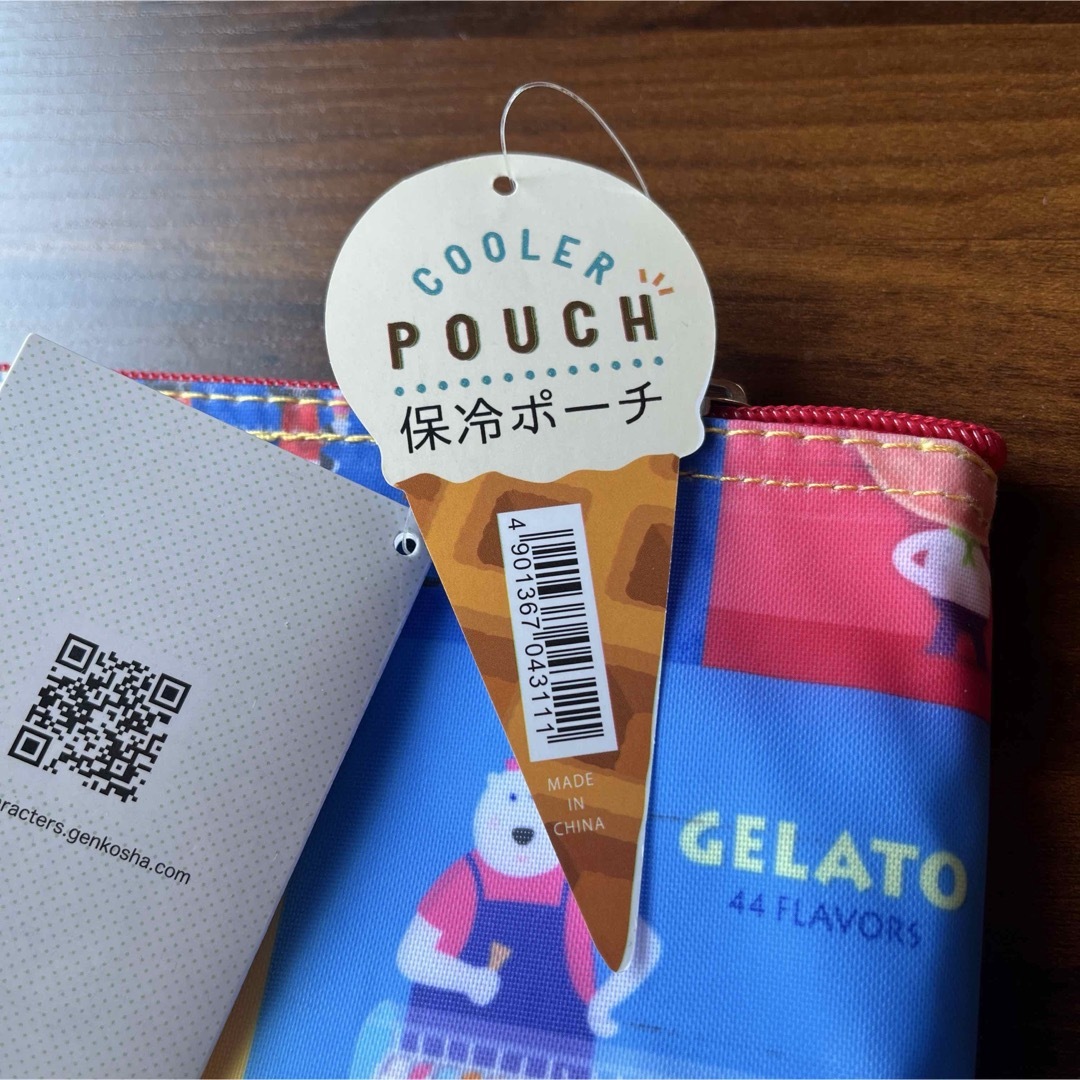 COOLER
POUCH
保冷ポーチ
4 901367 043111
MADE
IN
CHINA
racters.genkosha.com
GELATO
44 FLAVORS